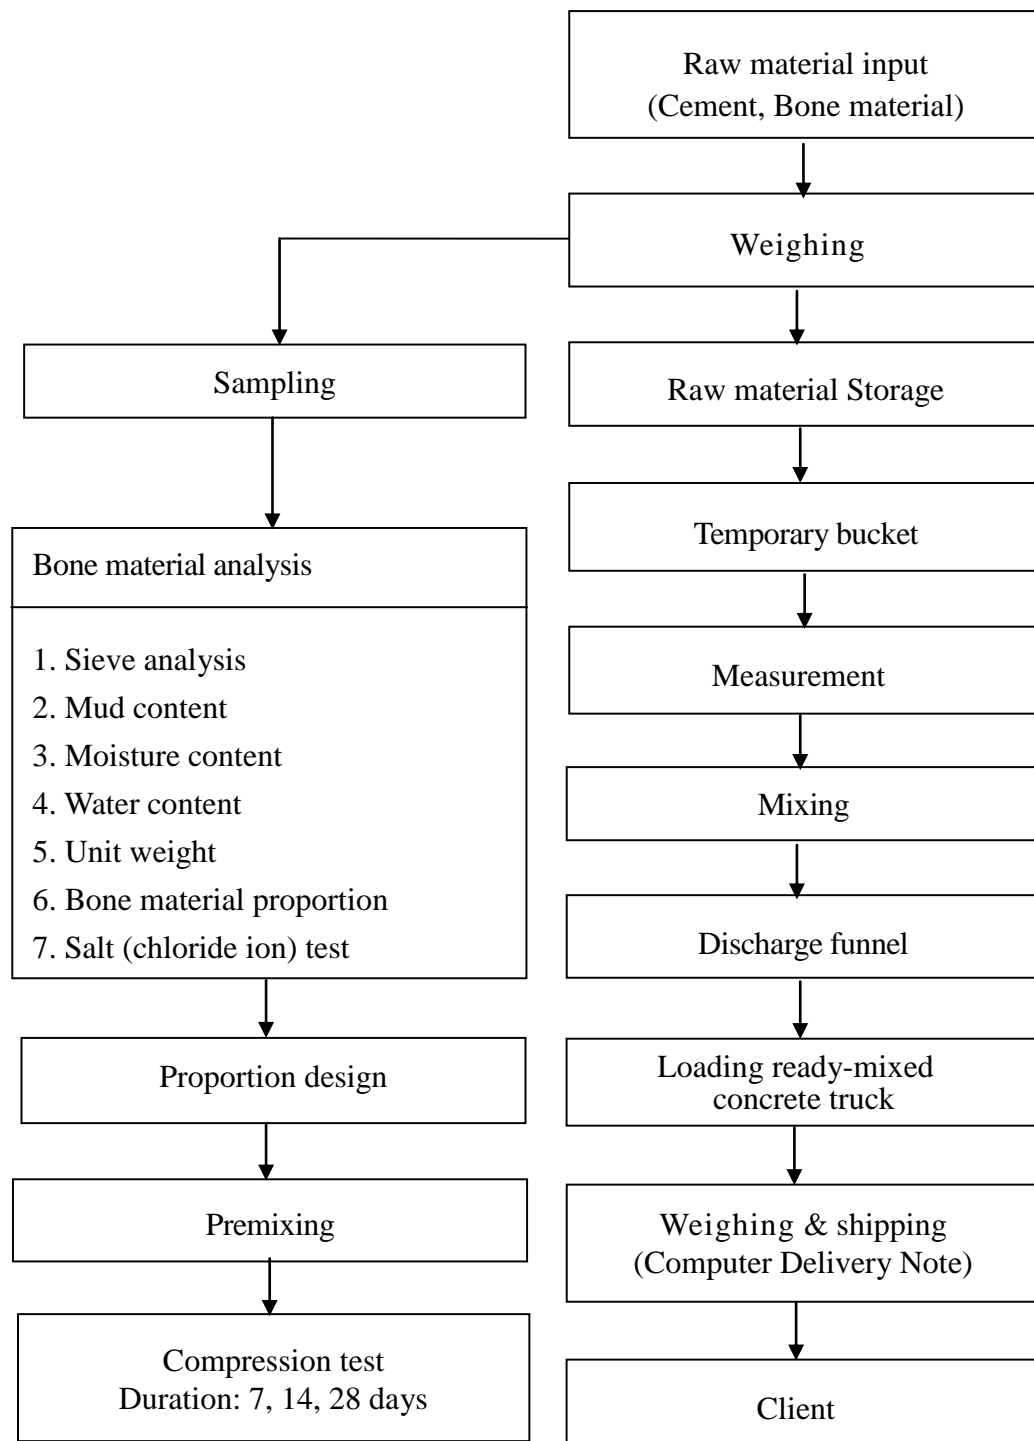 Raw material input
(Cement, Bone material)
Weighing
Sampling
Raw material Storage
Temporary bucket
Bone material analysis
1. Sieve analysis
2. Mud content
3. Moisture content
4. Water content
5. Unit weight
6. Bone material proportion
7. Salt (chloride ion) test
Measurement
Mixing
Discharge funnel
Proportion design
Loading ready-mixed
concrete truck
Premixing
Weighing & shipping
(Computer Delivery Note)
Compression test
Duration: 7, 14, 28 days
Client